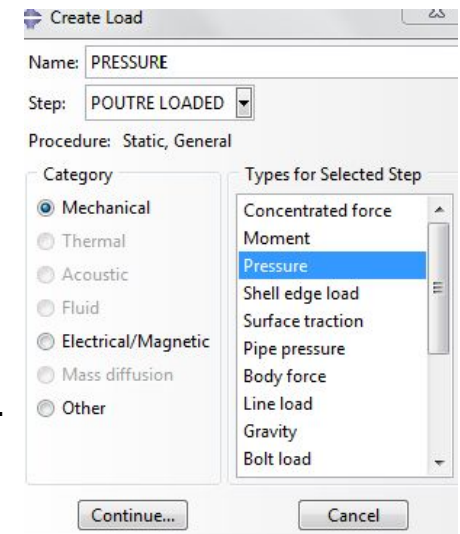 Create Load
Name: PRESSURE
Step: POUTRE LOADED
Procedure: Static, General
Category
Mechanical
Thermal
Acoustic
Fluid
Electrical/Magnetic
Mass diffusion
Other
Types for Selected Step
Concentrated force
Moment
Pressure
Shell edge load
Surface traction
Pipe pressure
Body force
Line load
Gravity
Bolt load
Continue...
Cancel